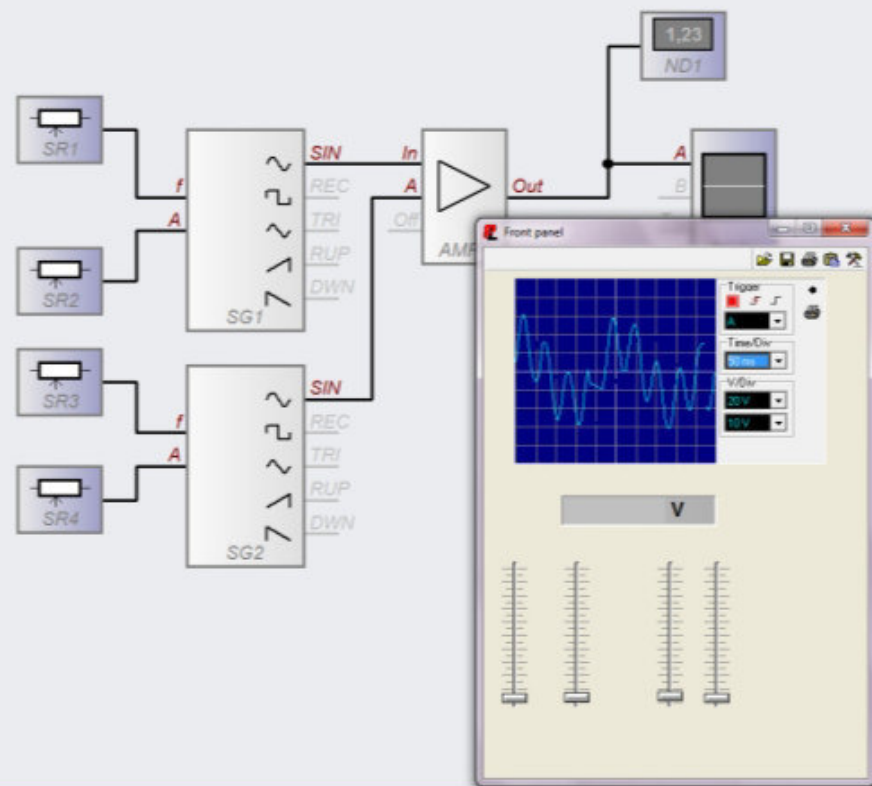 1,23
ND1
SR1
f
A
SIN
REC
TRI
RUP
DWN
SG1
In
A
Off
Out
A
B
SR2
SR3
f
A
SIN
REC
TRI
RUP
DWN
SG2
SR4
Front panel
Trigger
A
Time/Div
50 ms
V/Div
20 V
10 V
V